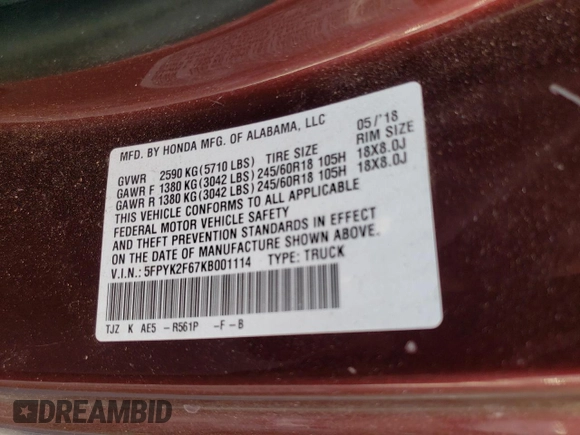 MFD. BY HONDA MFG. OF ALABAMA, LLC 05/'18
GVWR 2590 KG(5710 LBS) TIRE SIZE RIM SIZE
GAWR F 1380 KG(3042 LBS)245/60R18 105H 18X8.0J
GAWR R 1380 KG(3042 LBS)245/60R18 105H 18X8.0J
THIS VEHICLE CONFORMS TO ALL APPLICABLE
FEDERAL MOTOR VEHICLE SAFETY
AND THEFT PREVENTION STANDARDS IN EFFECT
ON THE DATE OF MANUFACTURE SHOWN ABOVE.
V.I.N.: 5FPYK2F67KB001114 TYPE: TRUCK
TJZ K AE5 -R561P -F-B
DREAMBID